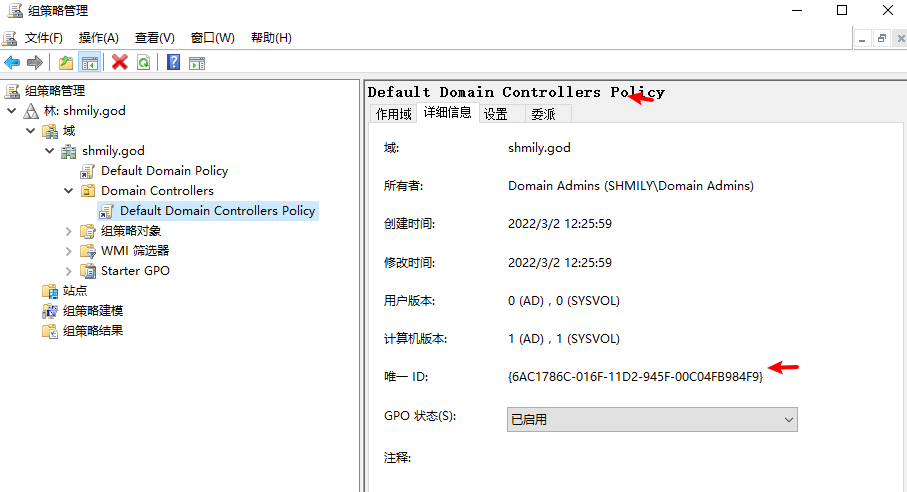 组策略管理
文件(F) 操作(A) 查看(V) 窗口(W) 帮助(H)
组策略管理
林: shmily.god
域
shmily.god
Default Domain Policy
Domain Controllers
Default Domain Controllers Policy
组策略对象
WMI 筛选器
Starter GPO
站点
组策略建模
组策略结果
Default Domain Controllers Policy
作用域 详细信息 设置 委派
域: shmily.god
所有者: Domain Admins (SHMILY\Domain Admins)
创建时间: 2022/3/2 12:25:59
修改时间: 2022/3/2 12:25:59
用户版本: 0 (AD)，0 (SYSVOL)
计算机版本: 1 (AD)，1 (SYSVOL)
唯一 ID: {6AC1786C-016F-11D2-945F-00C04FB984F9}
GPO 状态(S): 已启用
注释: